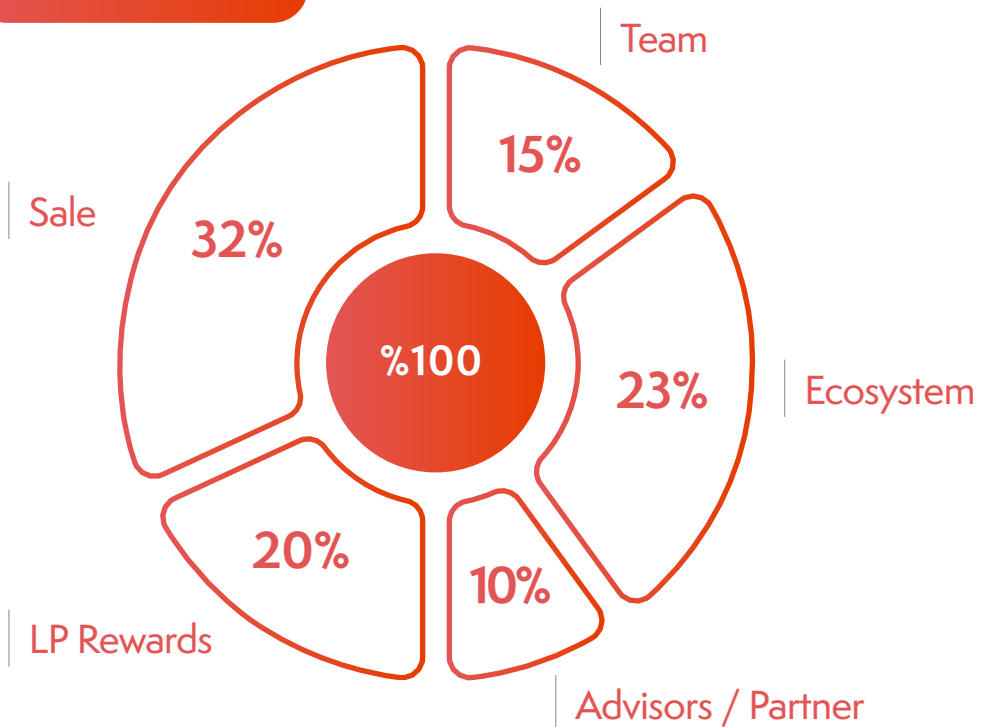 Team
15%
Sale
32%
%100
23%
Ecosystem
20%
10%
LP Rewards
Advisors / Partner